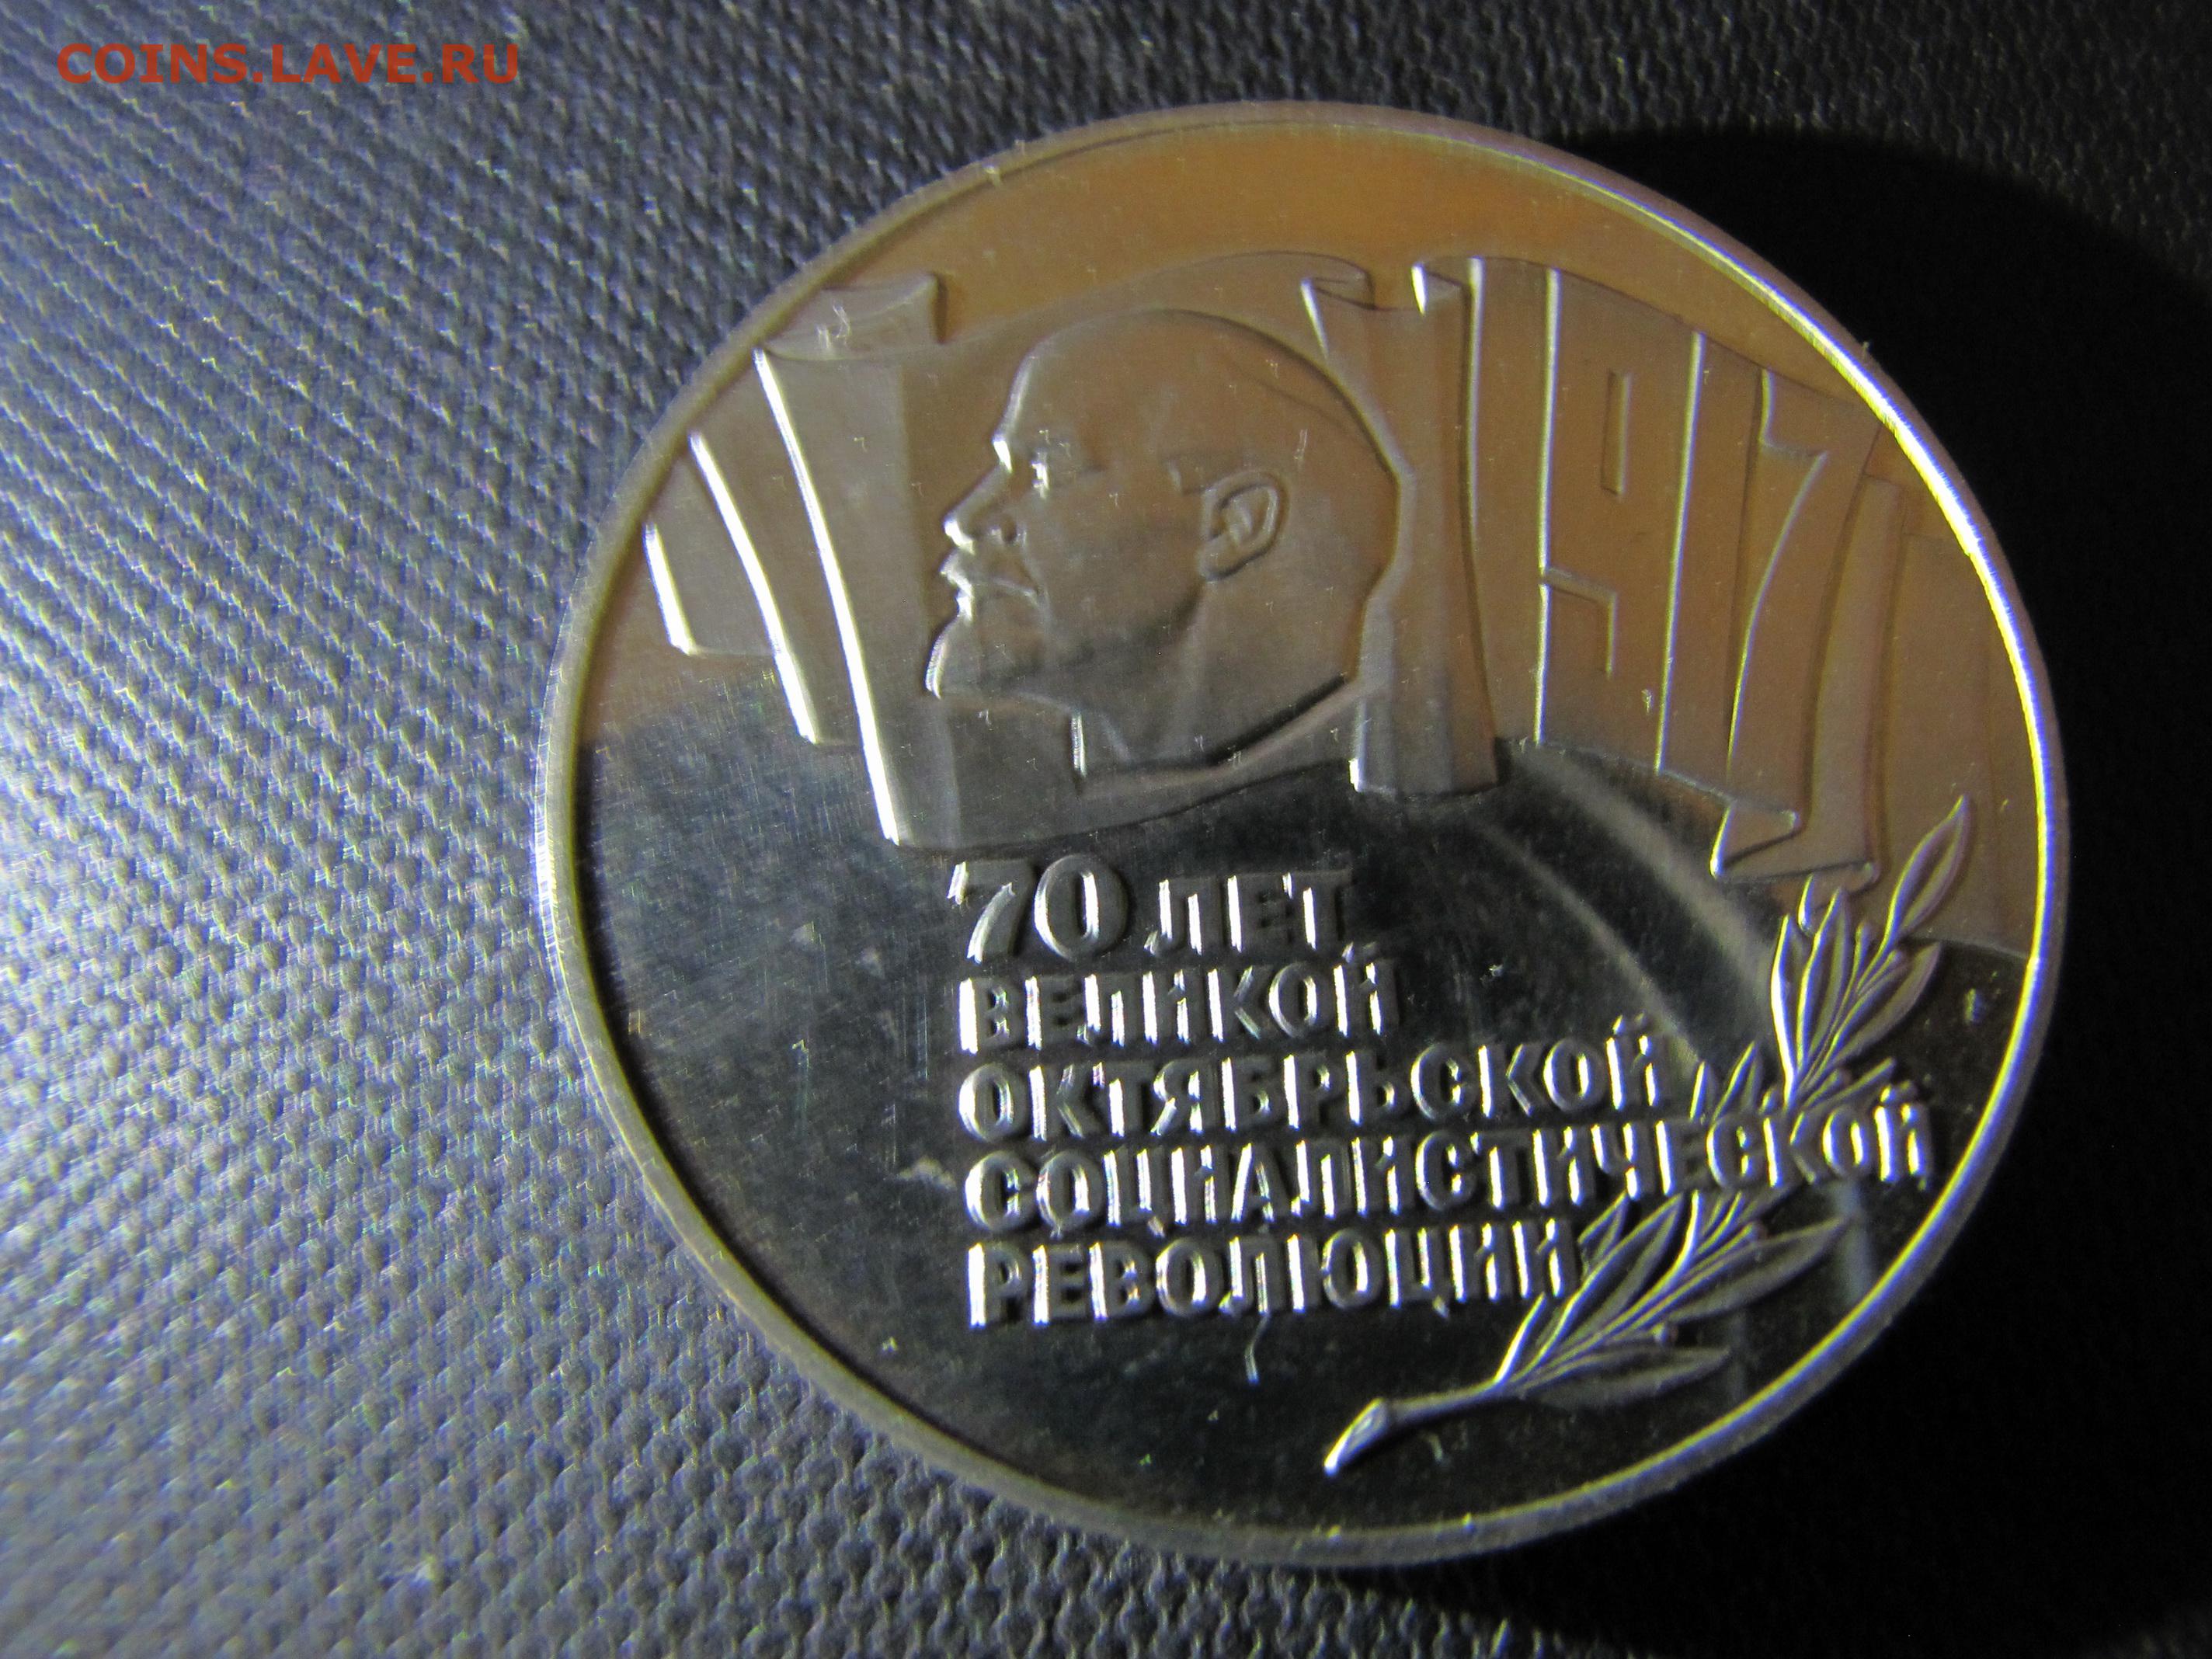 COINS.LAVE.RU
1917
70 ЛЕТ
ВЕЛИКОЙ
ОКТЯБРЬСКОЙ
СОЦИАЛИСТИЧЕСКОЙ
РЕВОЛЮЦИИ